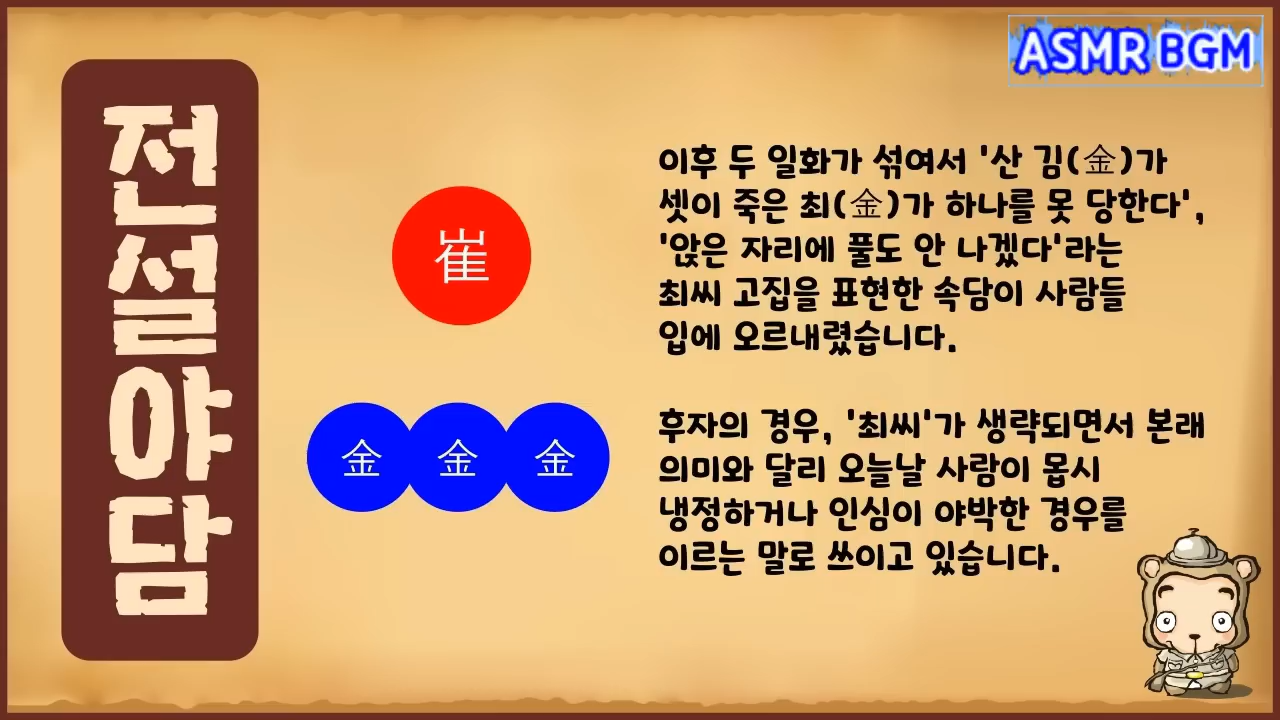 ASMR BGM
전설야담
崔
金 金 金
이후 두 일화가 섞여서 '산 김(金)가
셋이 죽은 최(金)가 하나를 못 당한다',
'앉은 자리에 풀도 안 나겠다'라는
최씨 고집을 표현한 속담이 사람들
입에 오르내렸습니다.
후자의 경우, '최씨'가 생략되면서 본래
의미와 달리 오늘날 사람이 몹시
냉정하거나 인심이 야박한 경우를
이르는 말로 쓰이고 있습니다.